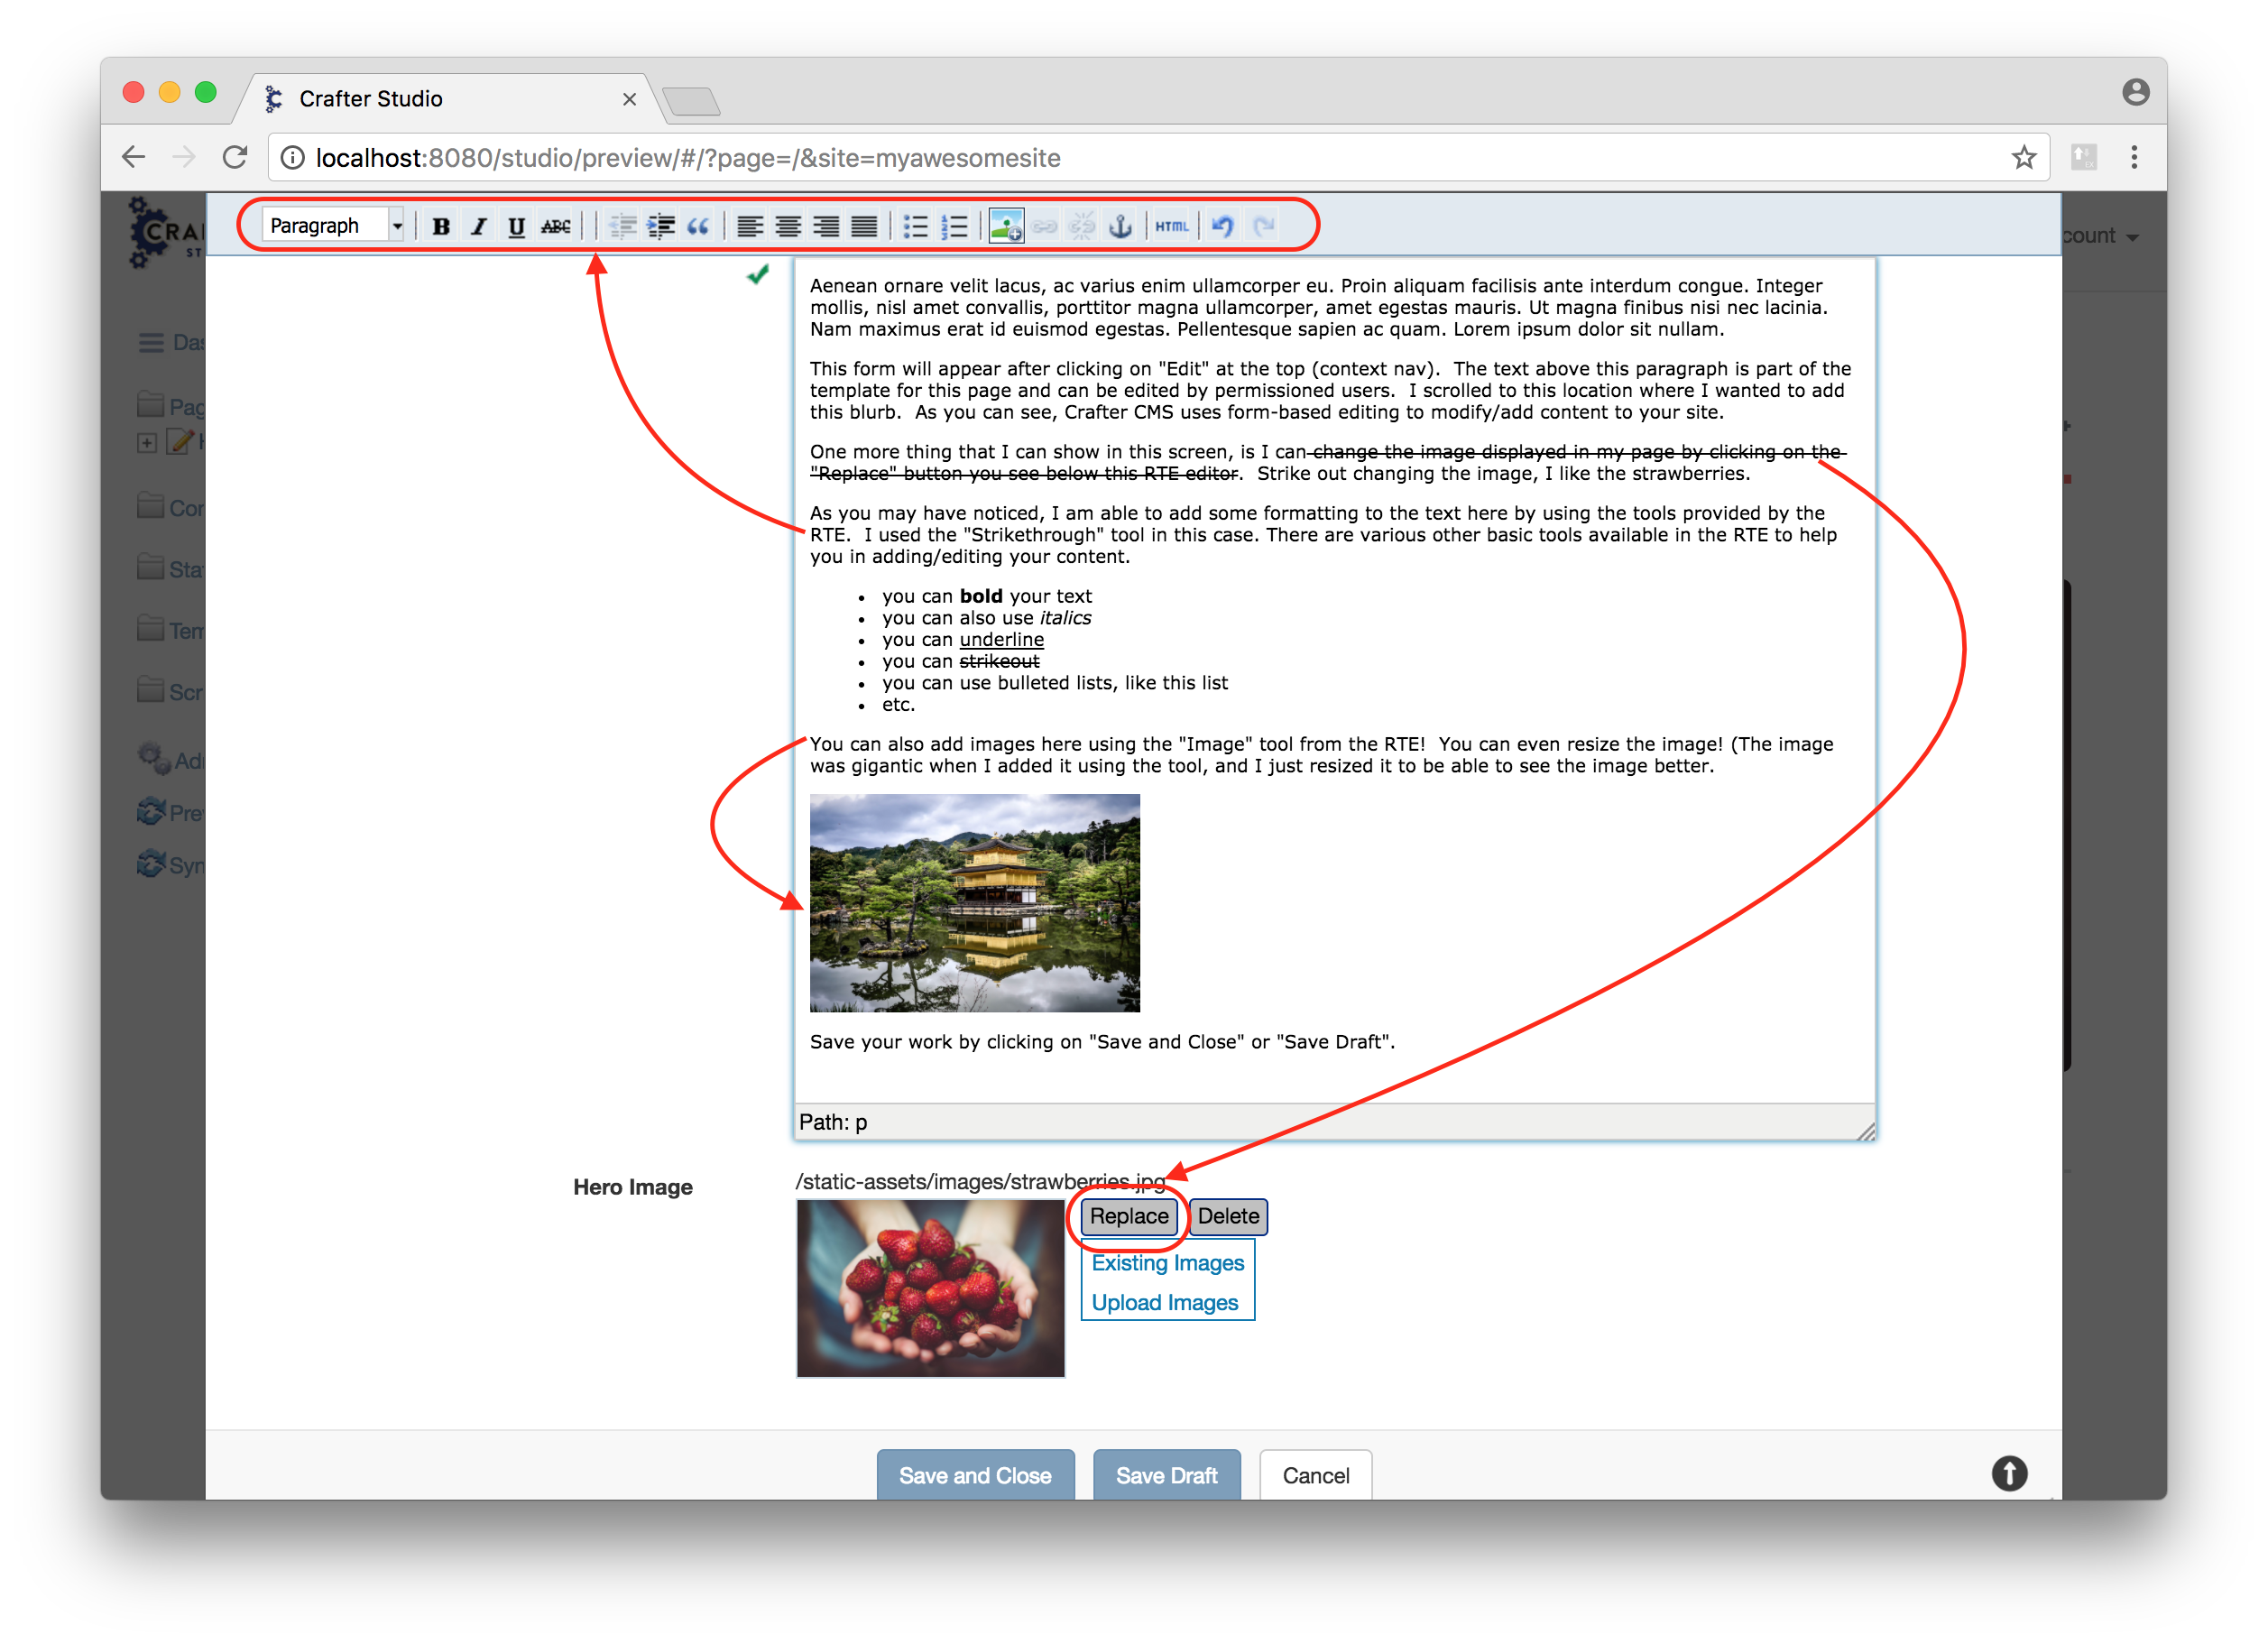 Crafter Studio
localhost:8080/studio/preview/#/?page=/&site=myawesomesite
CRA
ST
count
Paragraph
B I U ABC
HTML
Das
Pag
H
Con
Stat
Tem
Scr
Ad
Pre
Syn
Aenean ornare velit lacus, ac varius enim ullamcorper eu. Proin aliquam facilisis ante interdum congue. Integer
mollis, nisl amet convallis, porttitor magna ullamcorper, amet egestas mauris. Ut magna finibus nisi nec lacinia.
Nam maximus erat id euismod egestas. Pellentesque sapien ac quam. Lorem ipsum dolor sit nullam.
This form will appear after clicking on "Edit" at the top (context nav).  The text above this paragraph is part of the
template for this page and can be edited by permissioned users.  I scrolled to this location where I wanted to add
this blurb.  As you can see, Crafter CMS uses form-based editing to modify/add content to your site.
One more thing that I can show in this screen, is I can change the image displayed in my page by clicking on the
"Replace" button you see below this RTE editor.  Strike out changing the image, I like the strawberries.
As you may have noticed, I am able to add some formatting to the text here by using the tools provided by the
RTE.  I used the "Strikethrough" tool in this case. There are various other basic tools available in the RTE to help
you in adding/editing your content.
• you can bold your text
• you can also use italics
• you can underline
• you can strikeout
• you can use bulleted lists, like this list
• etc.
You can also add images here using the "Image" tool from the RTE!  You can even resize the image! (The image
was gigantic when I added it using the tool, and I just resized it to be able to see the image better.
Save your work by clicking on "Save and Close" or "Save Draft".
Path: p
Hero Image
/static-assets/images/strawberries.jpg
Replace
Delete
Existing Images
Upload Images
Save and Close
Save Draft
Cancel